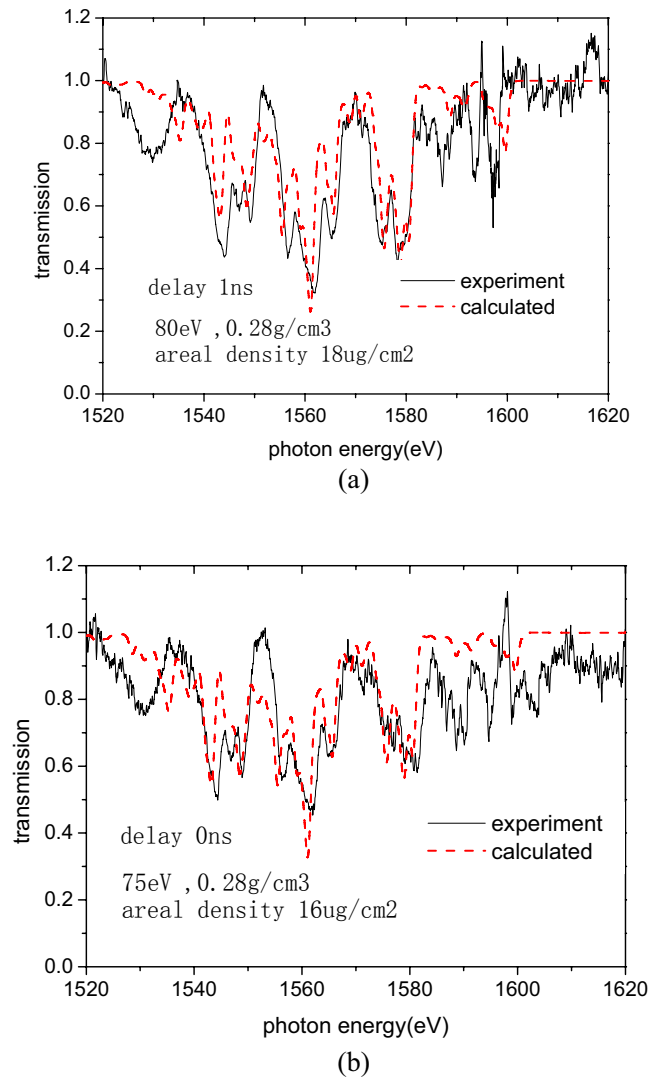 1.2
1.0
0.8
0.6
0.4
0.2
0.0
transmission
delay 1ns
80eV ,0.28g/cm3
areal density 18ug/cm2
experiment
calculated
1520 1540 1560 1580 1600 1620
photon energy(eV)
(a)
1.2
1.0
0.8
0.6
0.4
0.2
0.0
transmission
delay 0ns
75eV ,0.28g/cm3
areal density 16ug/cm2
experiment
calculated
1520 1540 1560 1580 1600 1620
photon energy(eV)
(b)